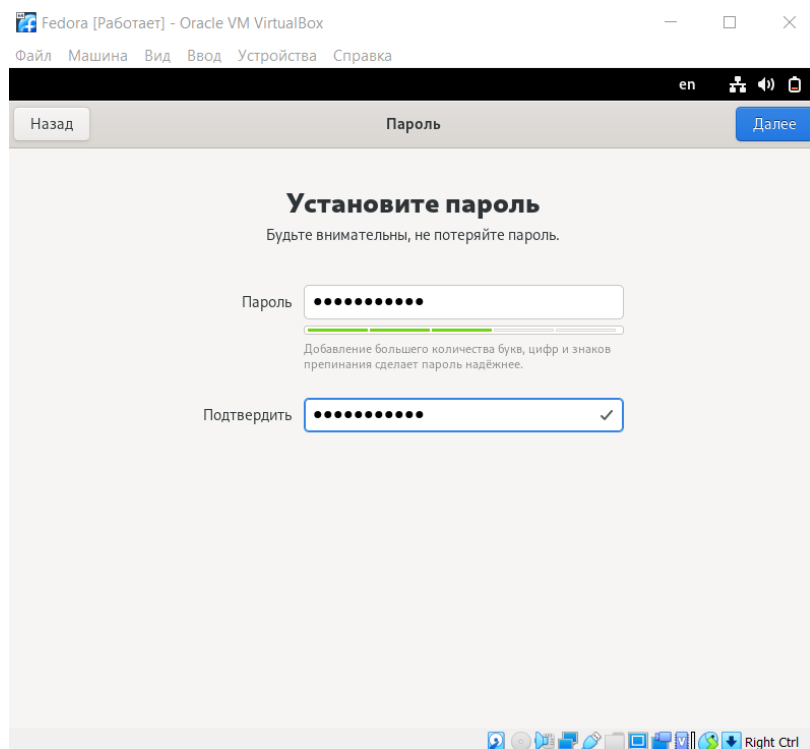 Fedora [Работает] - Oracle VM VirtualBox
Файл Машина Вид Ввод Устройства Справка
en
Назад Пароль Далее
Установите пароль
Будьте внимательны, не потеряйте пароль.
Пароль ●●●●●●●●●●●
Добавление большего количества букв, цифр и знаков
препинания сделает пароль надёжнее.
Подтвердить ●●●●●●●●●●●
Right Ctrl